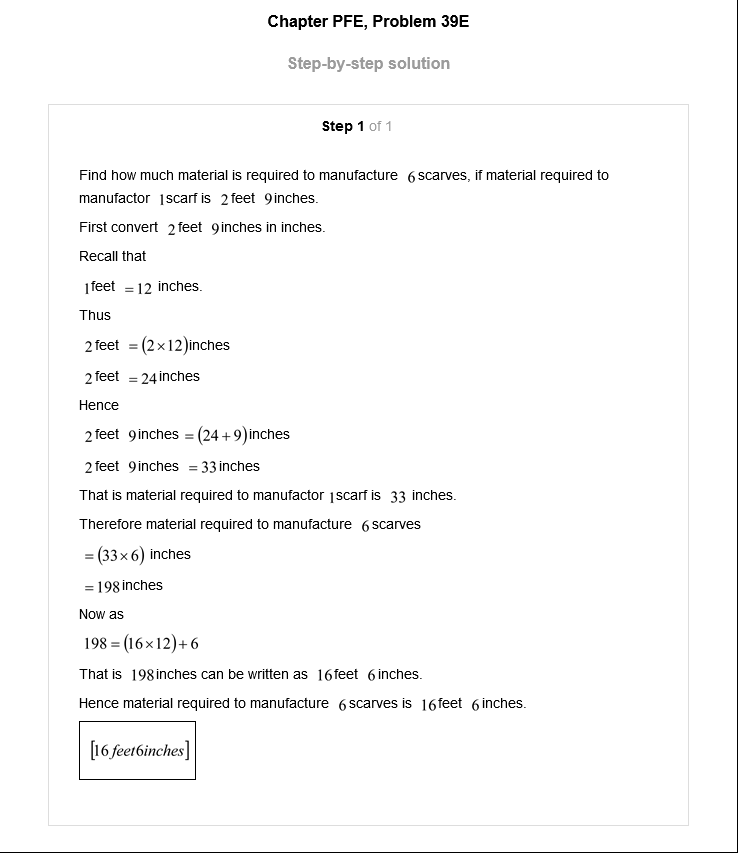 Chapter PFE, Problem 39E
Step-by-step solution
Step 1 of 1
Find how much material is required to manufacture 6 scarves, if material required to
manufactor 1 scarf is 2 feet 9 inches.
First convert 2 feet 9 inches in inches.
Recall that
1 feet = 12 inches.
Thus
2 feet = (2 × 12) inches
2 feet = 24 inches
Hence
2 feet 9 inches = (24 + 9) inches
2 feet 9 inches = 33 inches
That is material required to manufactor 1 scarf is 33 inches.
Therefore material required to manufacture 6 scarves
= (33 × 6) inches
= 198 inches
Now as
198 = (16 × 12) + 6
That is 198 inches can be written as 16 feet 6 inches.
Hence material required to manufacture 6 scarves is 16 feet 6 inches.
[16 feet6inches]